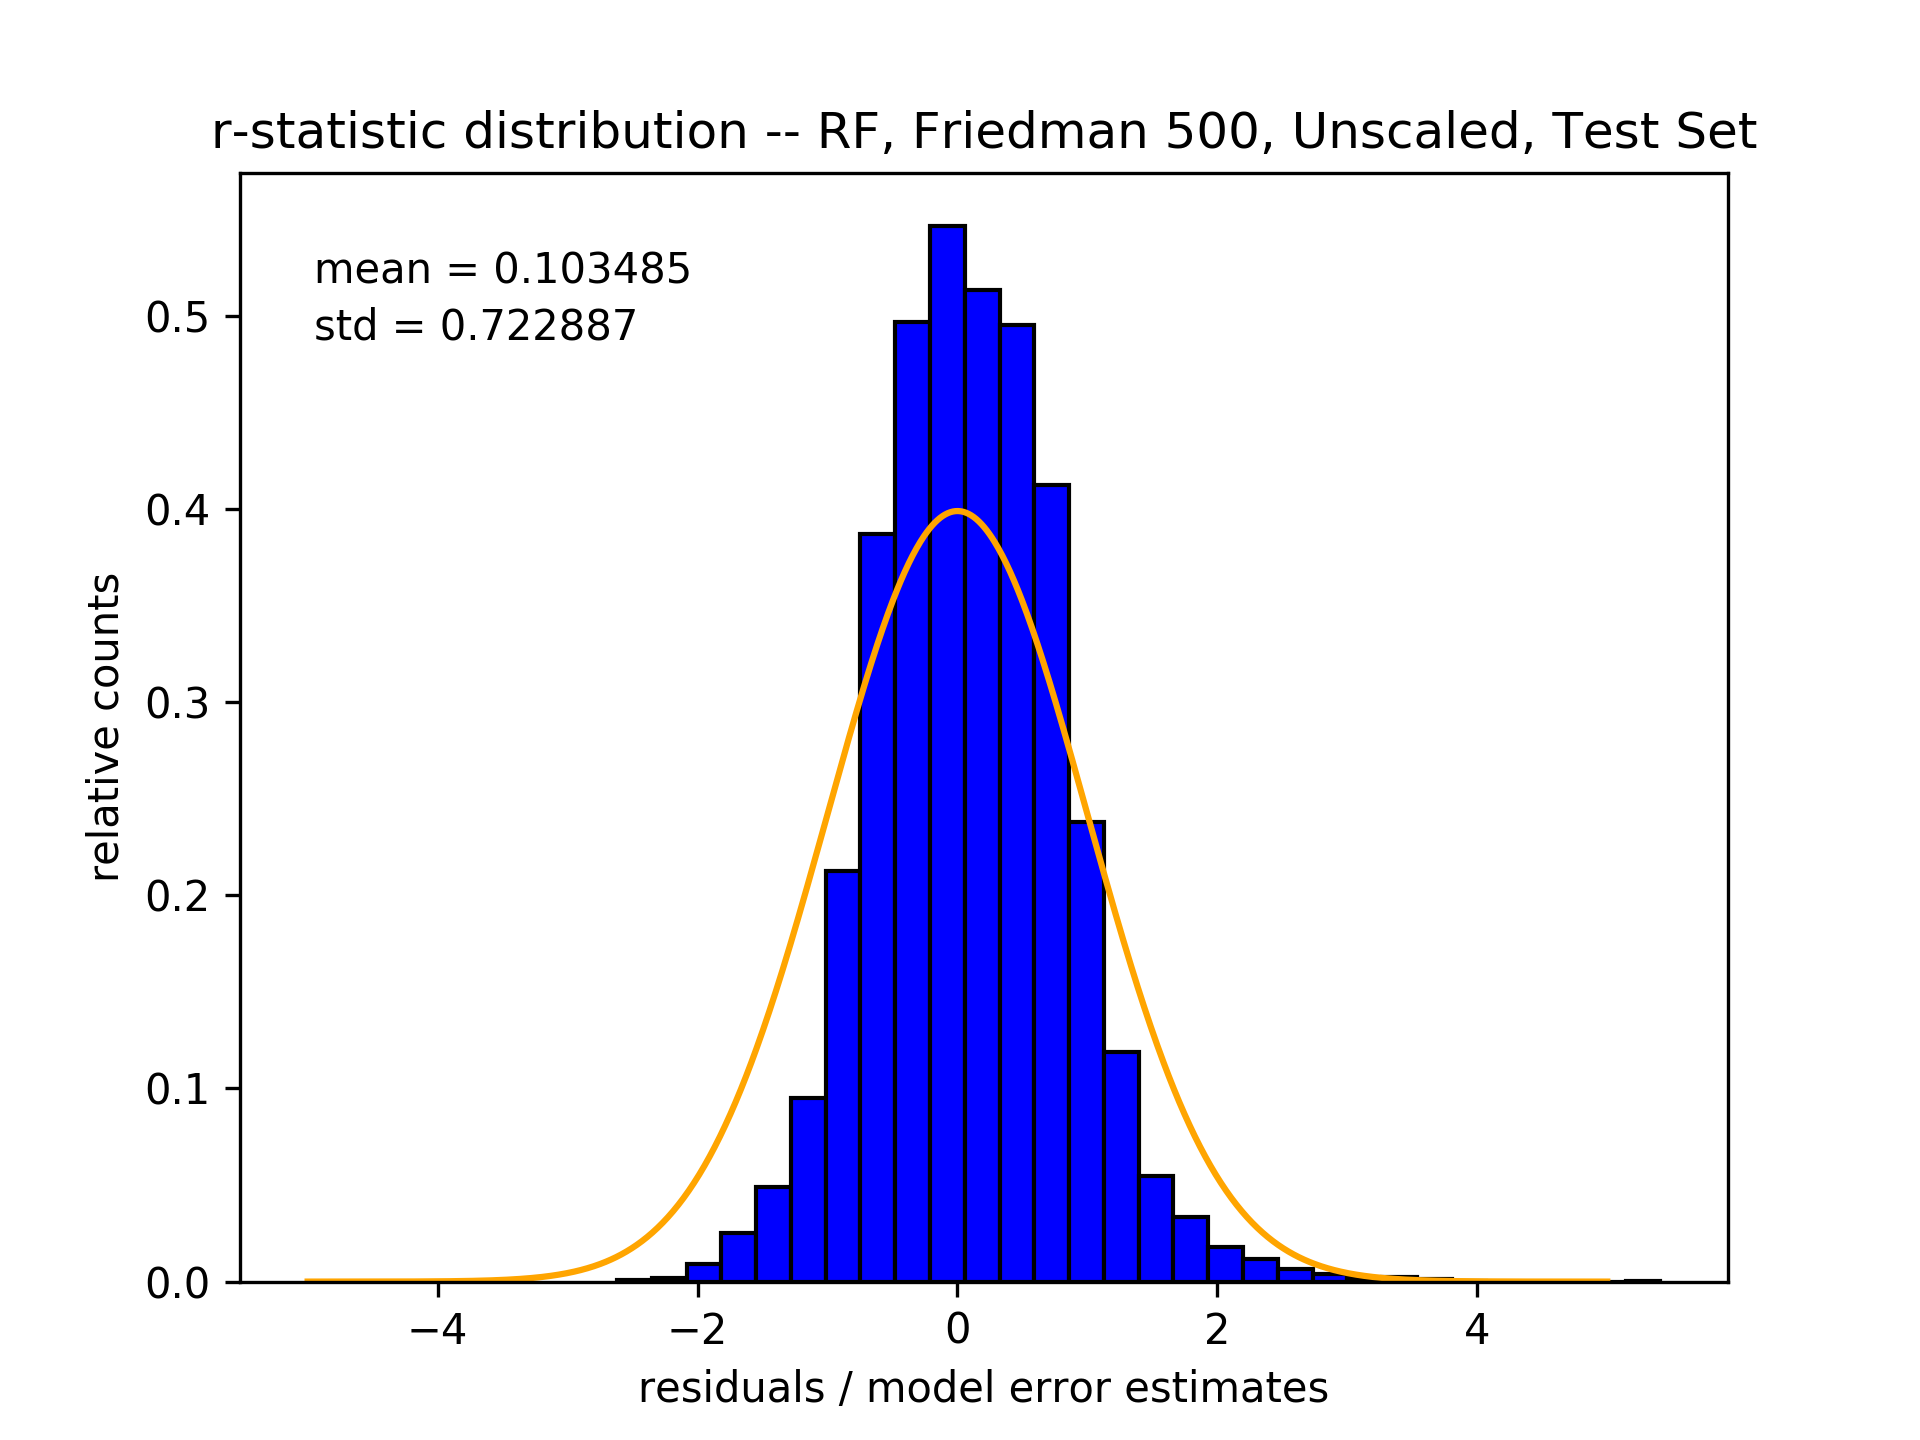 r-statistic distribution -- RF, Friedman 500, Unscaled, Test Set
mean = 0.103485
std = 0.722887
relative counts
0.5
0.4
0.3
0.2
0.1
0.0
−4 −2 0 2 4
residuals / model error estimates